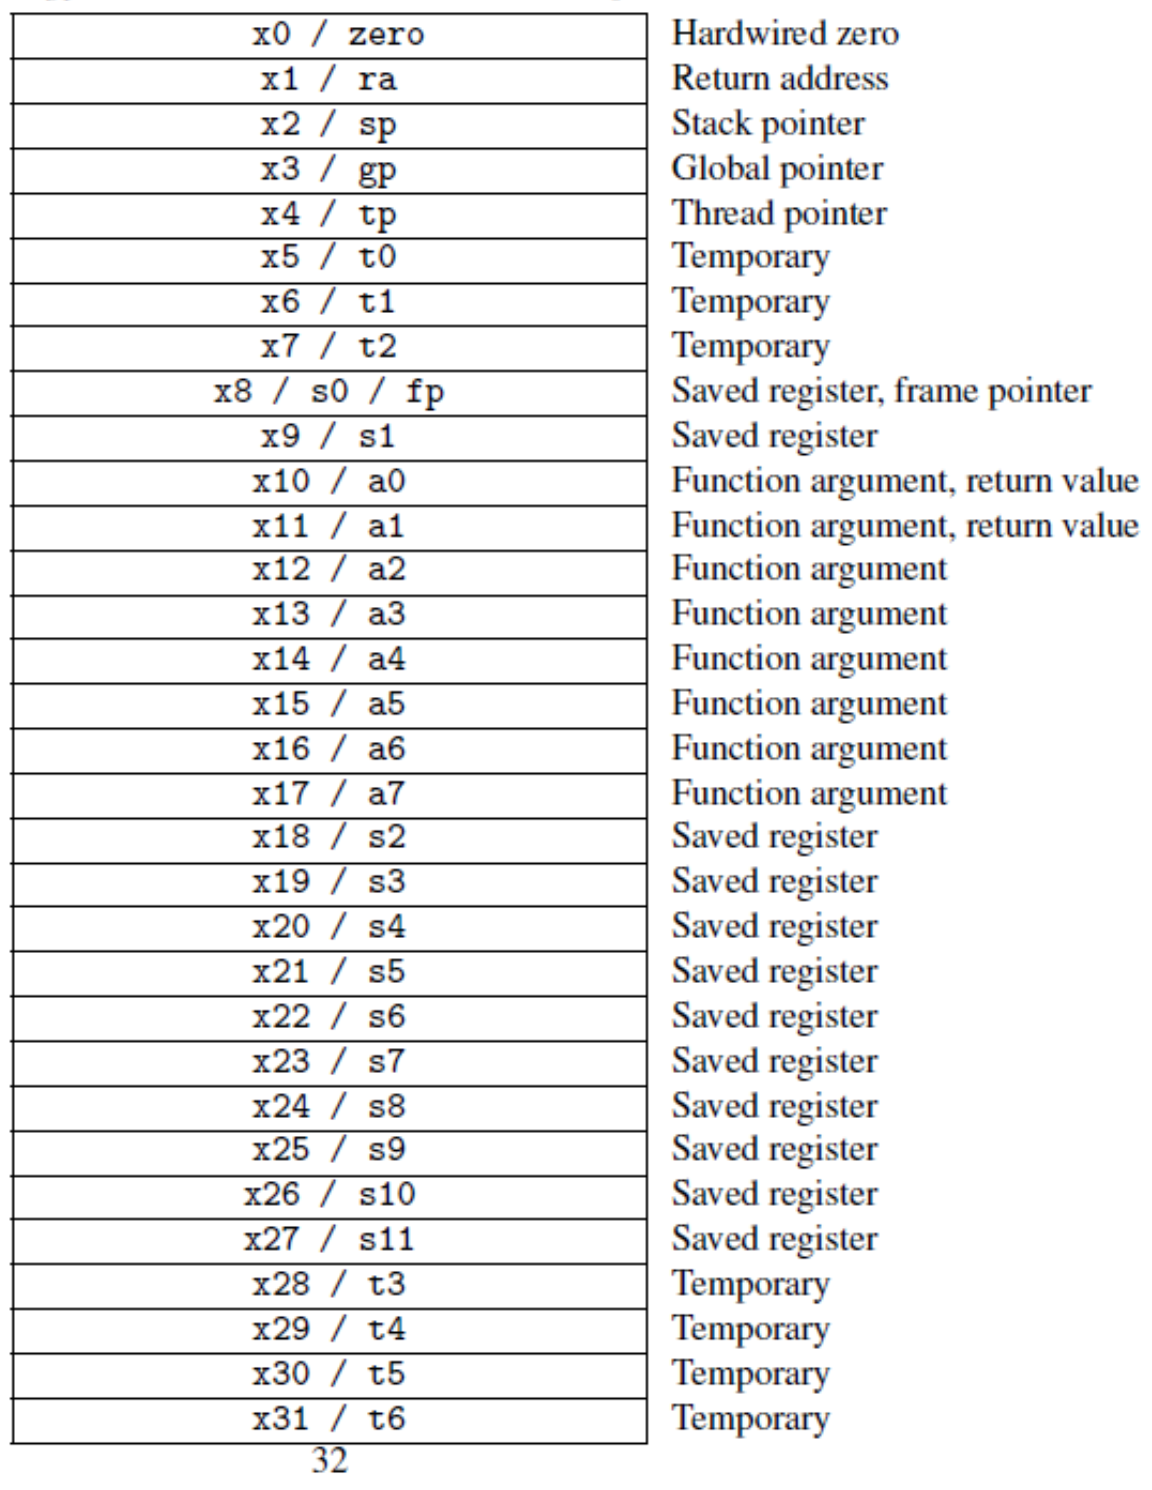 x0 / zero Hardwired zero
x1 / ra Return address
x2 / sp Stack pointer
x3 / gp Global pointer
x4 / tp Thread pointer
x5 / t0 Temporary
x6 / t1 Temporary
x7 / t2 Temporary
x8 / s0 / fp Saved register, frame pointer
x9 / s1 Saved register
x10 / a0 Function argument, return value
x11 / a1 Function argument, return value
x12 / a2 Function argument
x13 / a3 Function argument
x14 / a4 Function argument
x15 / a5 Function argument
x16 / a6 Function argument
x17 / a7 Function argument
x18 / s2 Saved register
x19 / s3 Saved register
x20 / s4 Saved register
x21 / s5 Saved register
x22 / s6 Saved register
x23 / s7 Saved register
x24 / s8 Saved register
x25 / s9 Saved register
x26 / s10 Saved register
x27 / s11 Saved register
x28 / t3 Temporary
x29 / t4 Temporary
x30 / t5 Temporary
x31 / t6 Temporary
32